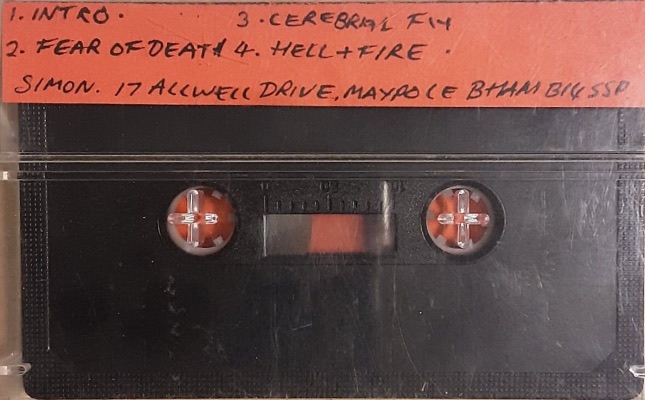 1. INTRO. 3. CEREBRAL FIX
2. FEAR OF DEATH 4. HELL + FIRE.
SIMON. 17 ALLWELL DRIVE, MAYPOLE B+HAM B14 5SP